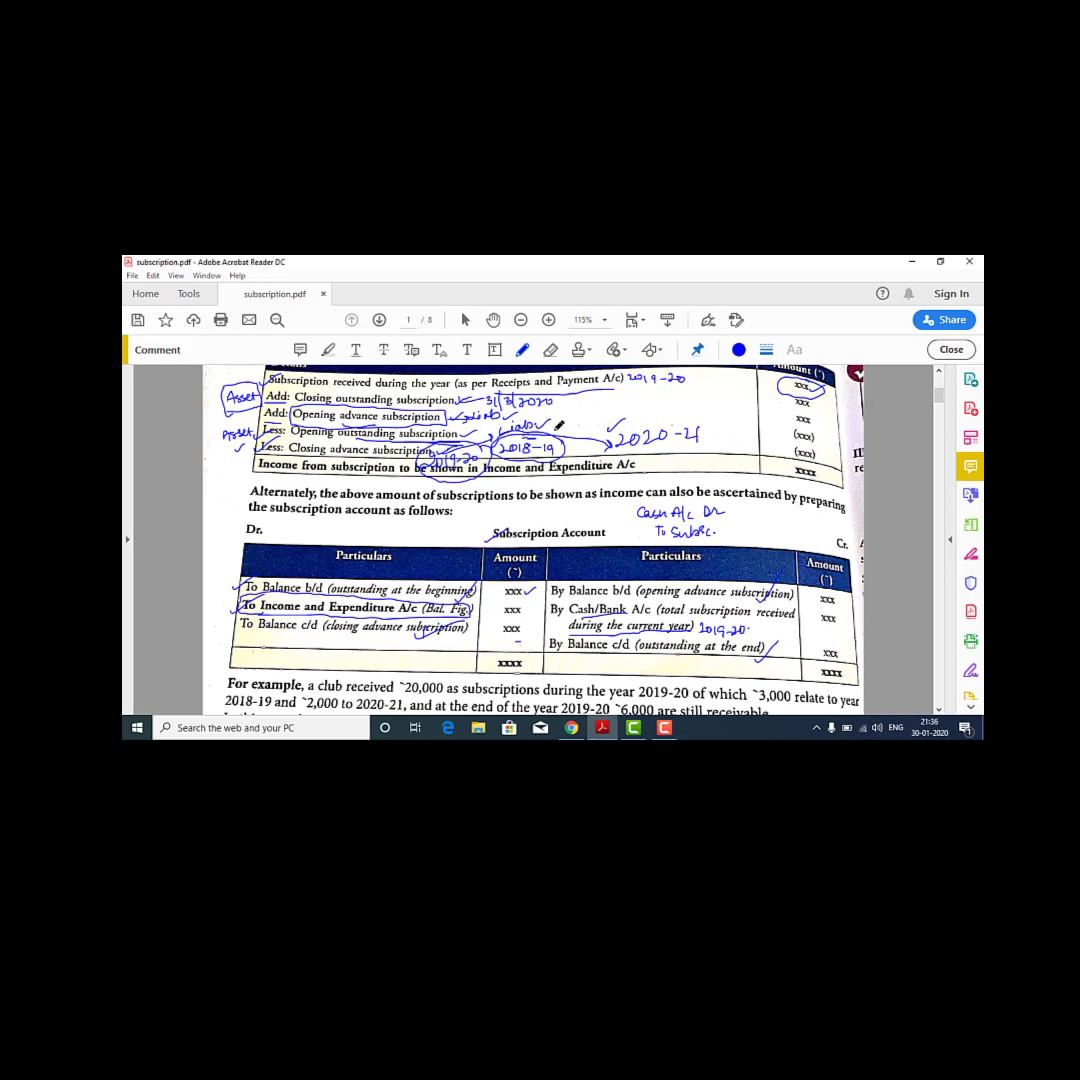 subscription.pdf - Adobe Acrobat Reader DC
File Edit View Window Help
Home Tools subscription.pdf × Sign In
1 / 8 115% Share
Comment Aa Close
Amount (`)
Subscription received during the year (as per Receipts and Payment A/c) 2019-20 xxx
Asset Add: Closing outstanding subscription 31/3/2020 xxx
Add: Opening advance subscription xxx
Less: Opening outstanding subscription (xxx)
2018-19 2020-21
Less: Closing advance subscription (xxx)
2019-20
Income from subscription to be shown in Income and Expenditure A/c xxxx
Alternately, the above amount of subscriptions to be shown as income can also be ascertained by preparing
the subscription account as follows:
Cash A/c Dr
To Subsc.
Dr. Subscription Account Cr.
Particulars Amount (`) Particulars Amount (`)
To Balance b/d (outstanding at the beginning) xxx By Balance b/d (opening advance subscription) xxx
To Income and Expenditure A/c (Bal. Fig.) xxx By Cash/Bank A/c (total subscription received xxx
To Balance c/d (closing advance subscription) xxx during the current year) 2019-20.
By Balance c/d (outstanding at the end) xxx
xxxx xxxx
For example, a club received `20,000 as subscriptions during the year 2019-20 of which `3,000 relate to year
2018-19 and `2,000 to 2020-21, and at the end of the year 2019-20 `6,000 are still receivable.
Search the web and your PC ENG 21:36
30-01-2020